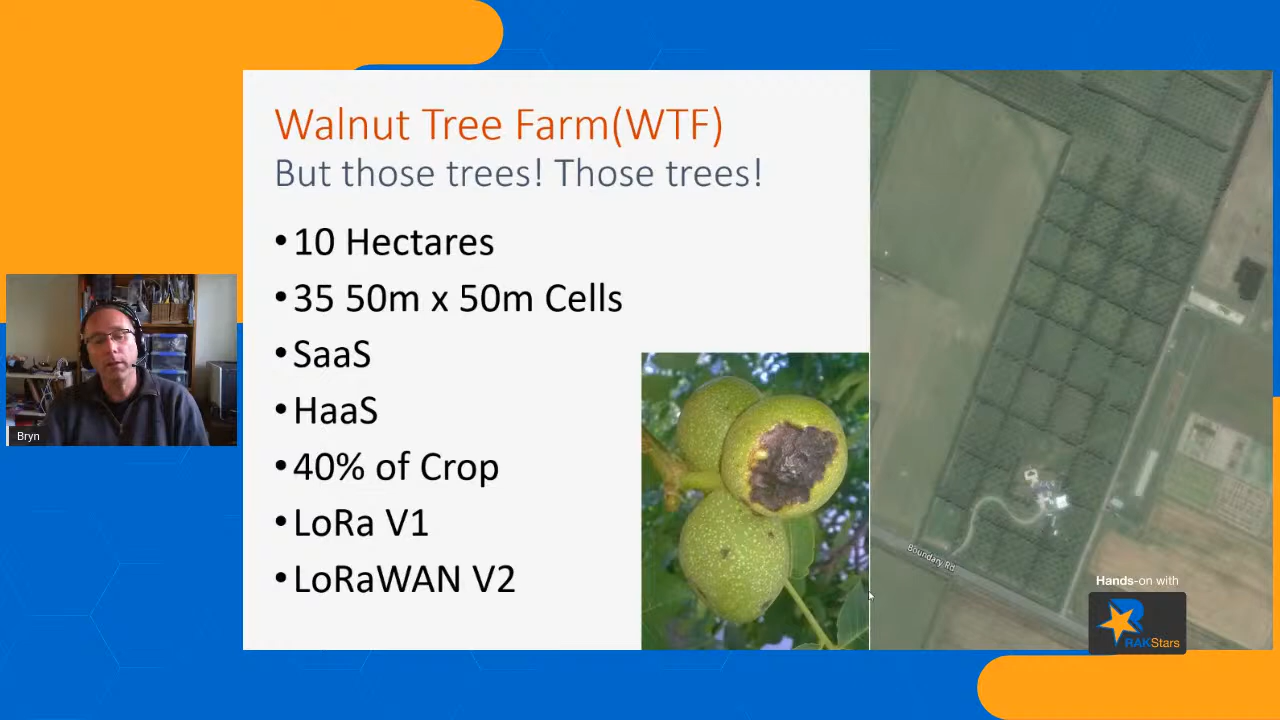 Walnut Tree Farm(WTF)
But those trees! Those trees!
•10 Hectares
•35 50m x 50m Cells
•SaaS
•HaaS
•40% of Crop
•LoRa V1
•LoRaWAN V2
Bryn
Boundary Rd
Hands-on with
RAKStars